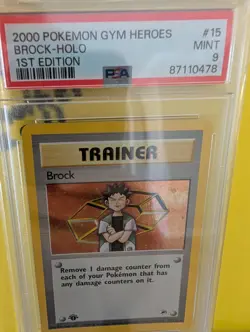 2000 POKEMON GYM HEROES #15
BROCK-HOLO MINT
1ST EDITION 9
PSA 87110478
TRAINER
Brock
Remove 1 damage counter from
each of your Pokémon that has
any damage counters on it.